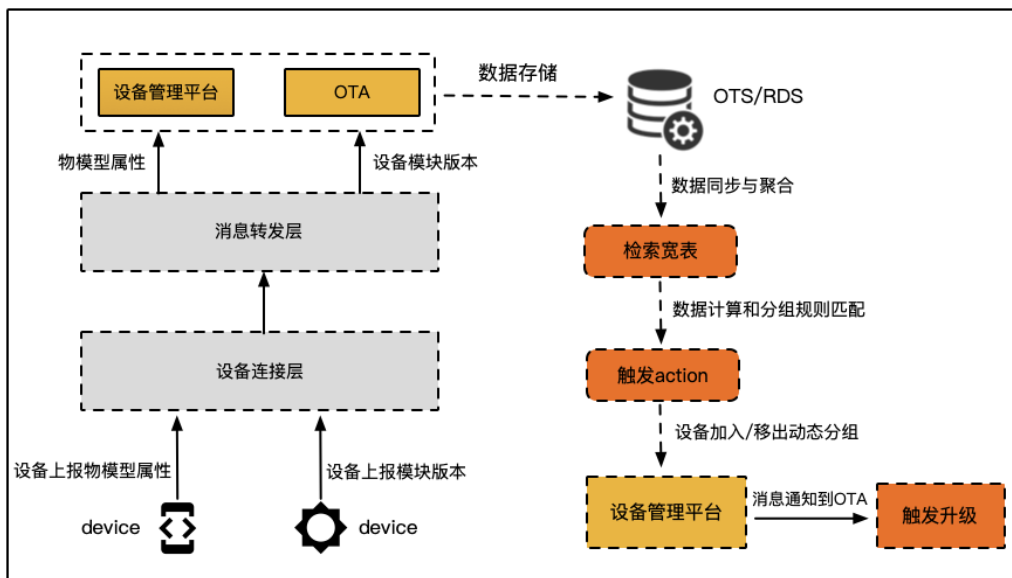 设备管理平台
OTA
数据存储
OTS/RDS
物模型属性
设备模块版本
消息转发层
数据同步与聚合
检索宽表
数据计算和分组规则匹配
设备连接层
触发action
设备加入/移出动态分组
设备上报物模型属性
设备上报模块版本
device
device
设备管理平台
消息通知到OTA
触发升级